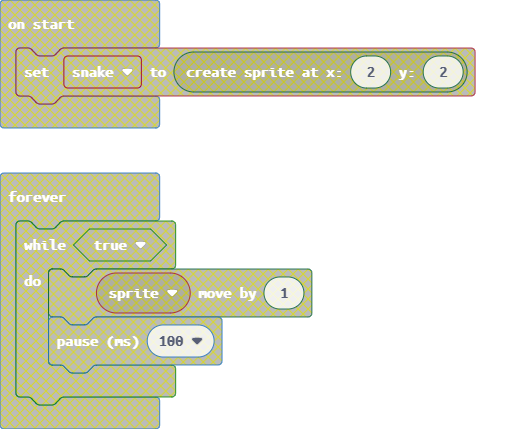 on start
set snake to create sprite at x: 2 y: 2
forever
while true
do
sprite move by 1
pause (ms) 100